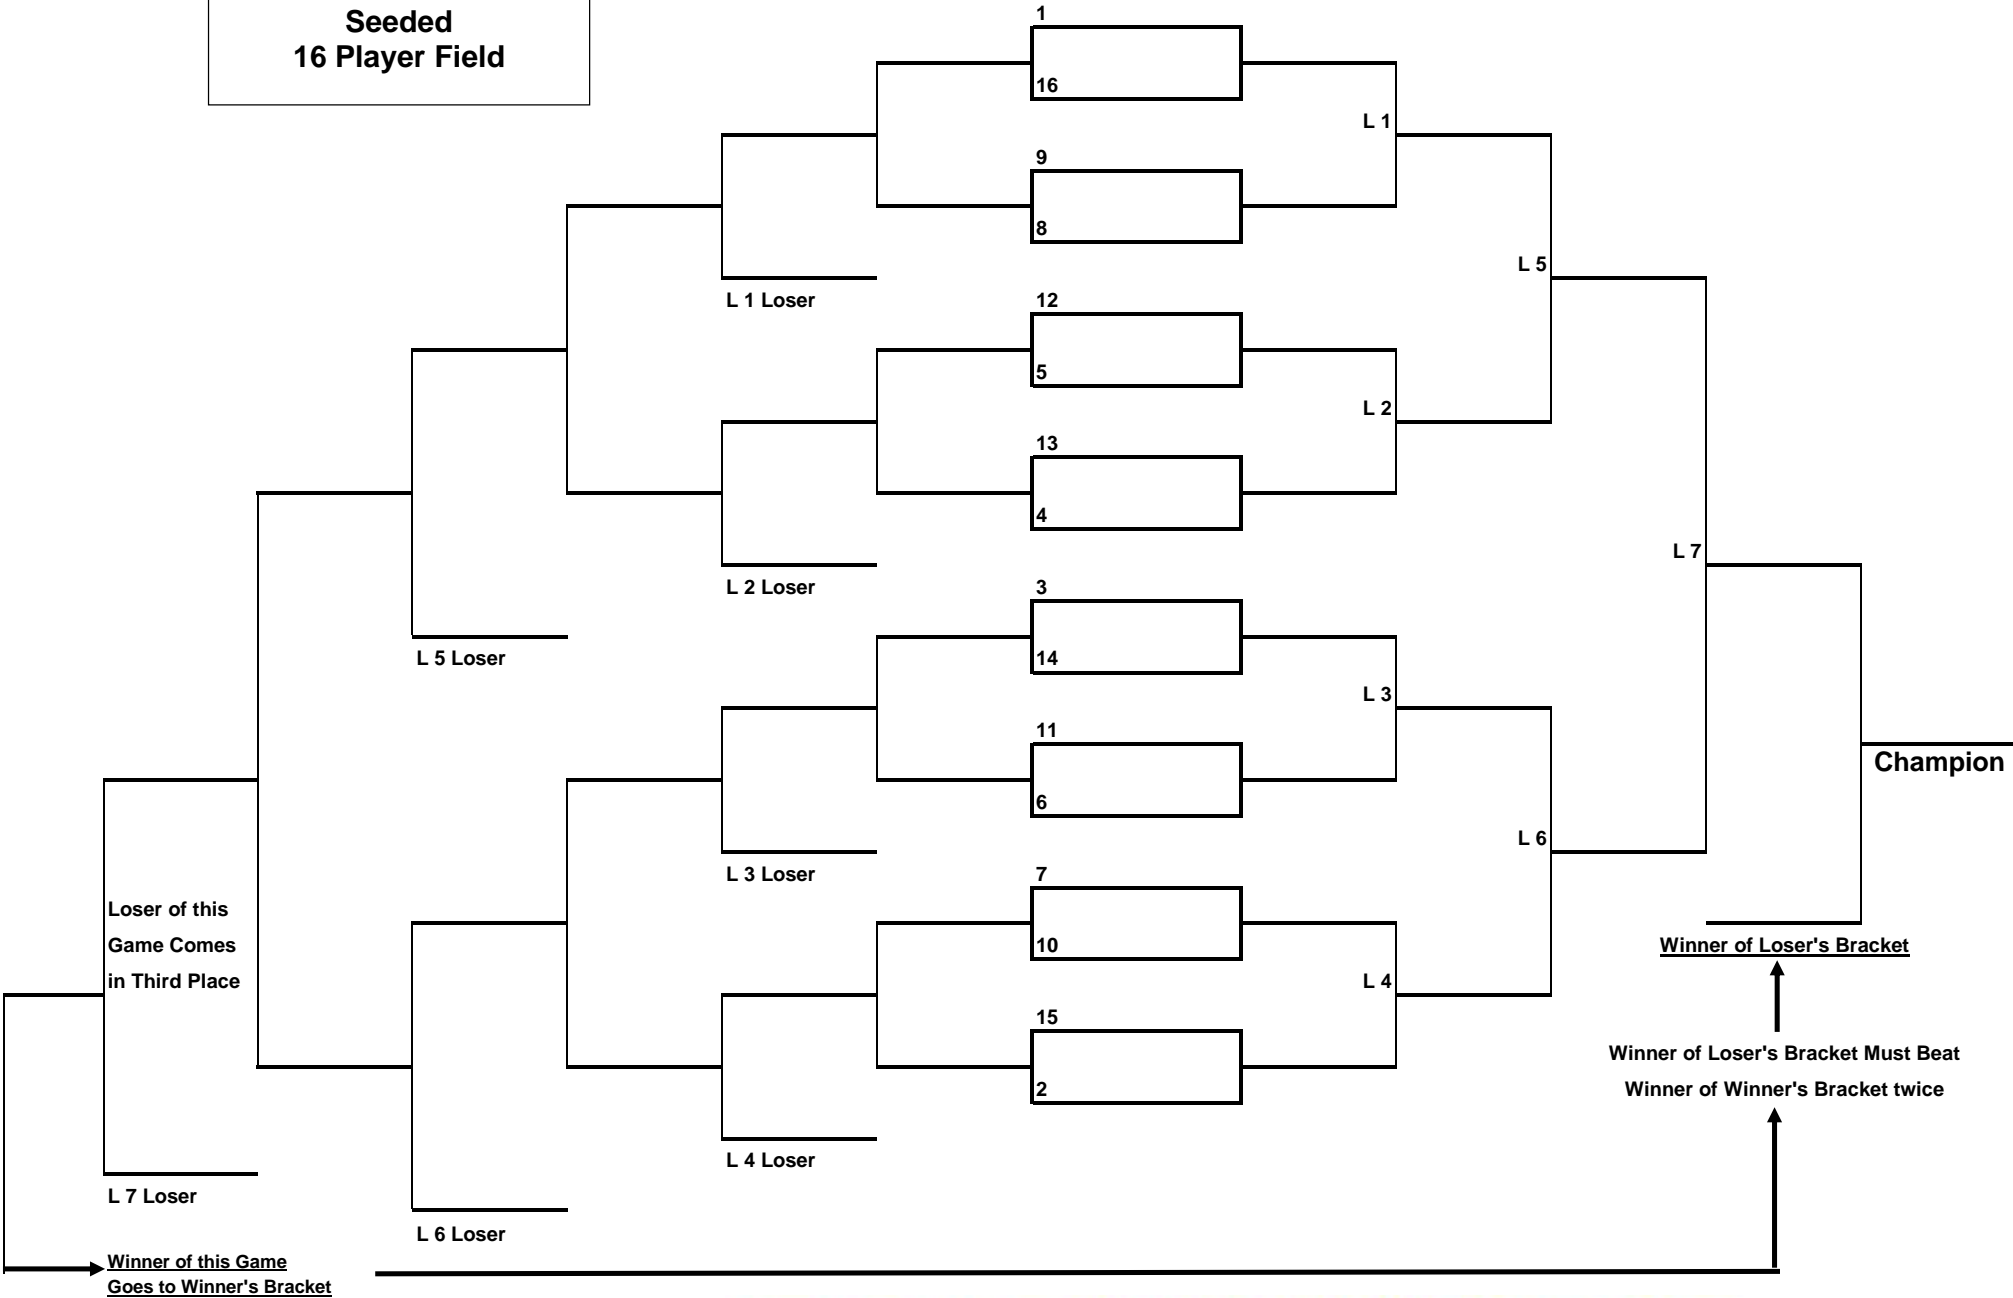 Seeded
16 Player Field
1
16
L 1
9
8
L 5
L 1 Loser
12
5
L 2
13
4
L 7
L 2 Loser
3
14
L 5 Loser
L 3
11
6
Champion
L 6
L 3 Loser
7
10
Loser of this
Game Comes
in Third Place
Winner of Loser's Bracket
L 4
15
2
Winner of Loser's Bracket Must Beat
Winner of Winner's Bracket twice
L 4 Loser
L 7 Loser
L 6 Loser
Winner of this Game
Goes to Winner's Bracket